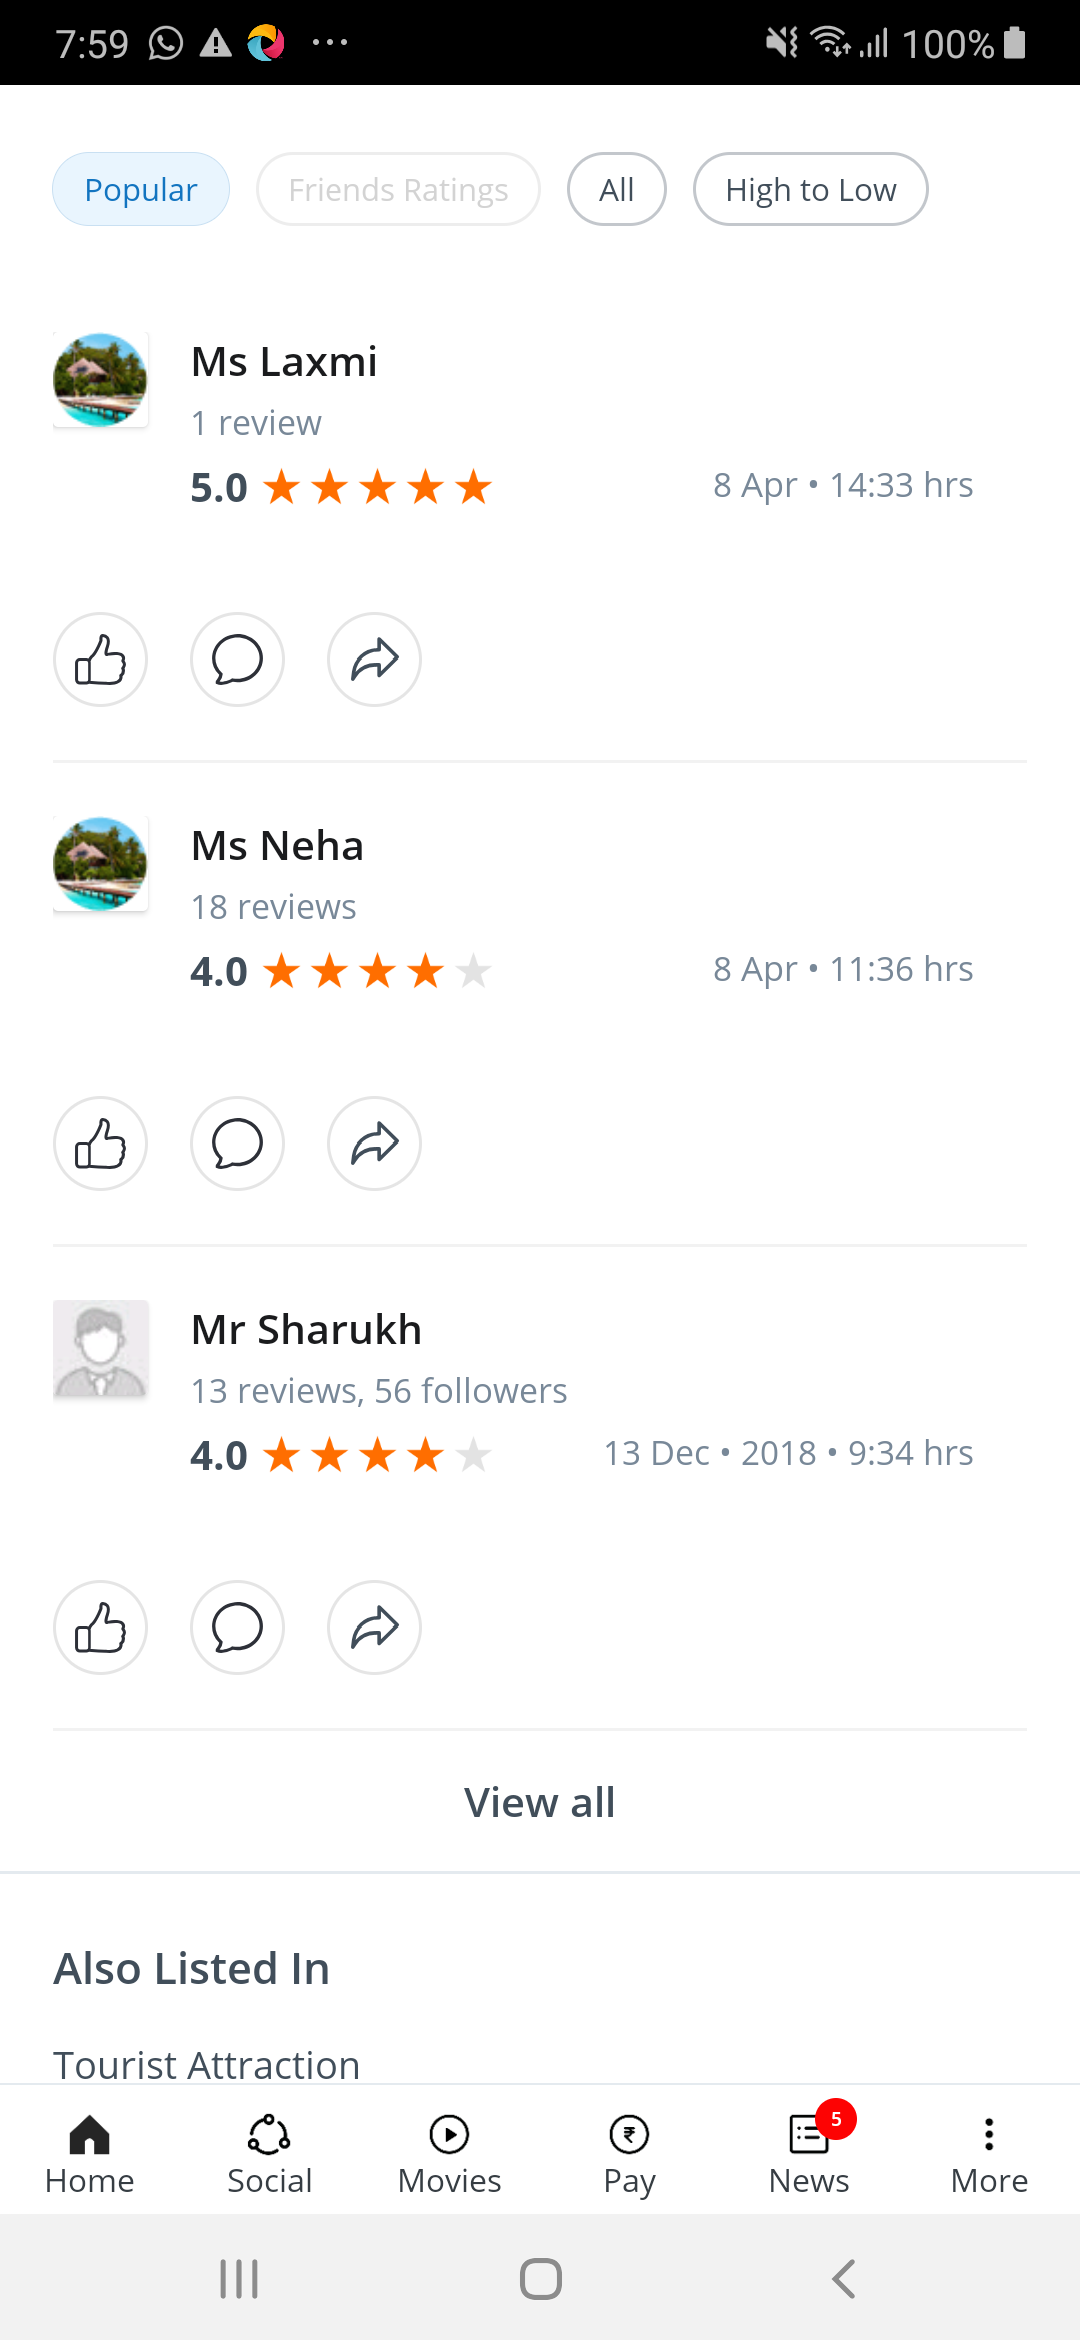 7:59 100%
Popular Friends Ratings All High to Low
Ms Laxmi
1 review
5.0 8 Apr • 14:33 hrs
Ms Neha
18 reviews
4.0 8 Apr • 11:36 hrs
Mr Sharukh
13 reviews, 56 followers
4.0 13 Dec • 2018 • 9:34 hrs
View all
Also Listed In
Tourist Attraction
5
Home Social Movies Pay News More